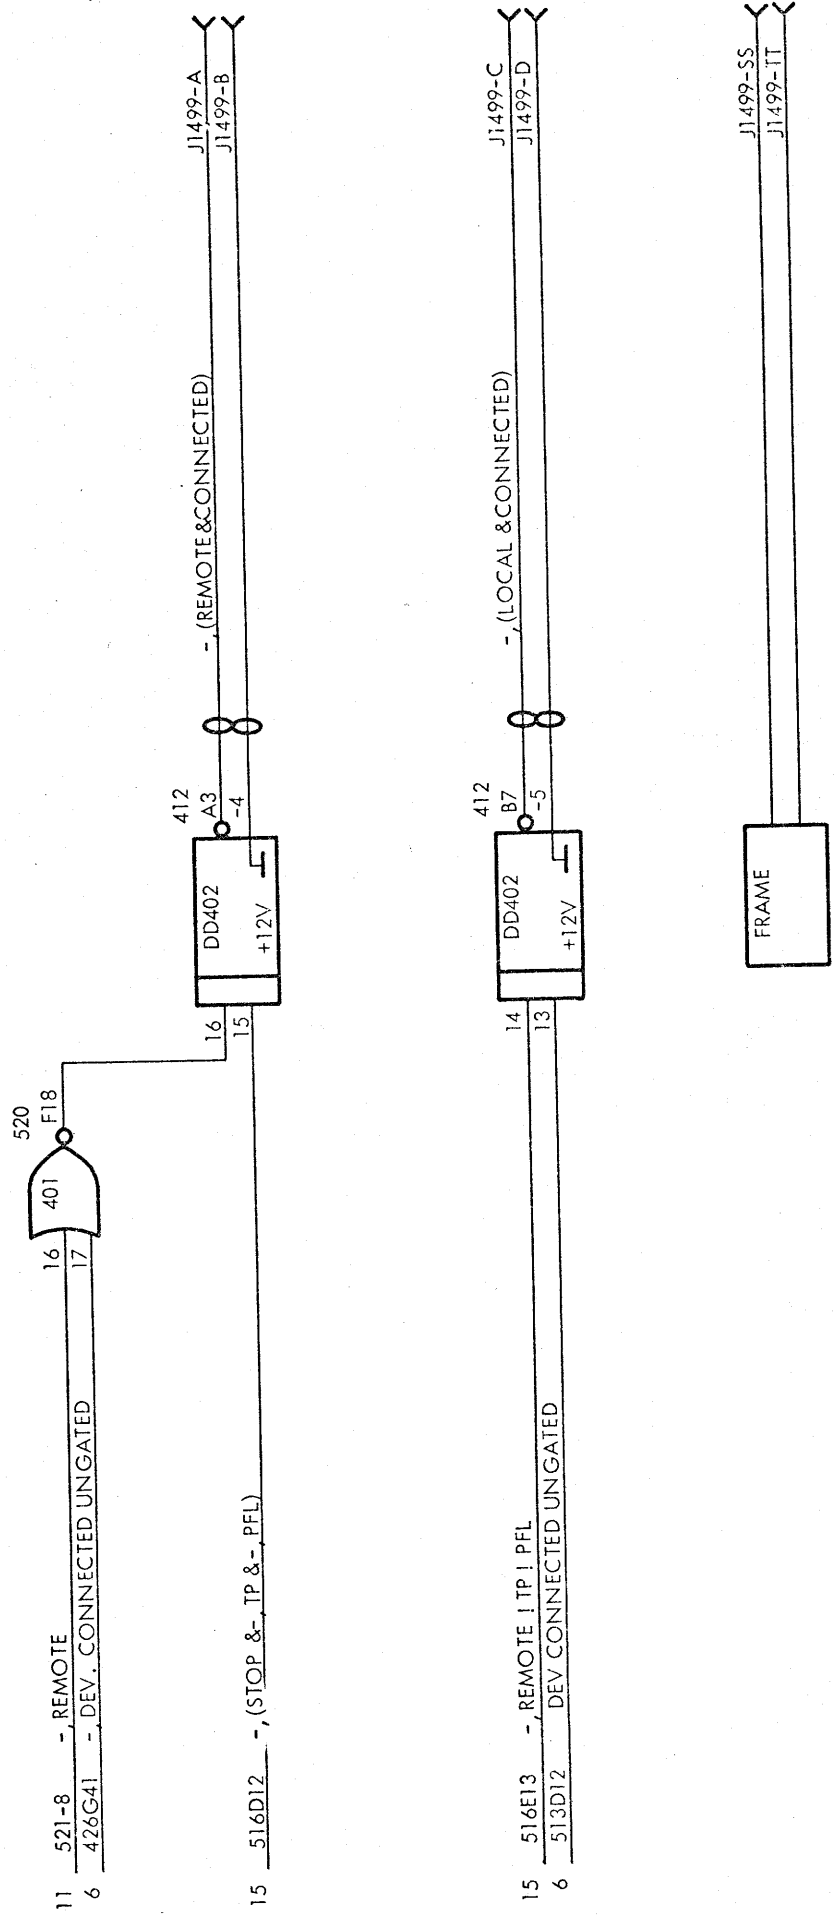 11 521-8 -,REMOTE
6 426G41 -,DEV. CONNECTED UNGATED
16
17
401
520
F18
15 516D12 -,(STOP &-,TP &-,PFL)
16
15
DD402
+12V
412
A3
-4
-,(REMOTE&CONNECTED)
J1499-A
J1499-B
15 516E13 -,REMOTE ! TP ! PFL
6 513D12 DEV CONNECTED UNGATED
14
13
DD402
+12V
412
B7
-5
-,(LOCAL &CONNECTED)
J1499-C
J1499-D
FRAME
J1499-SS
J1499-TT